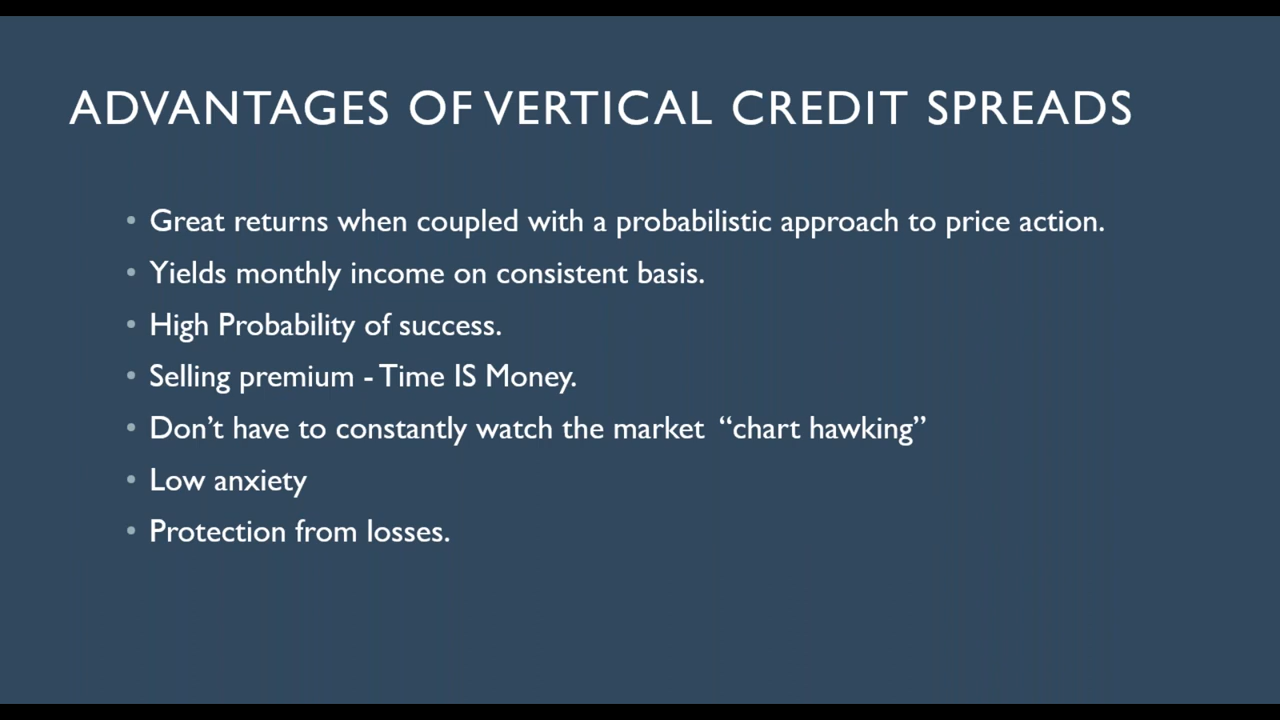 ADVANTAGES OF VERTICAL CREDIT SPREADS
• Great returns when coupled with a probabilistic approach to price action.
• Yields monthly income on consistent basis.
• High Probability of success.
• Selling premium - Time IS Money.
• Don’t have to constantly watch the market “chart hawking”
• Low anxiety
• Protection from losses.